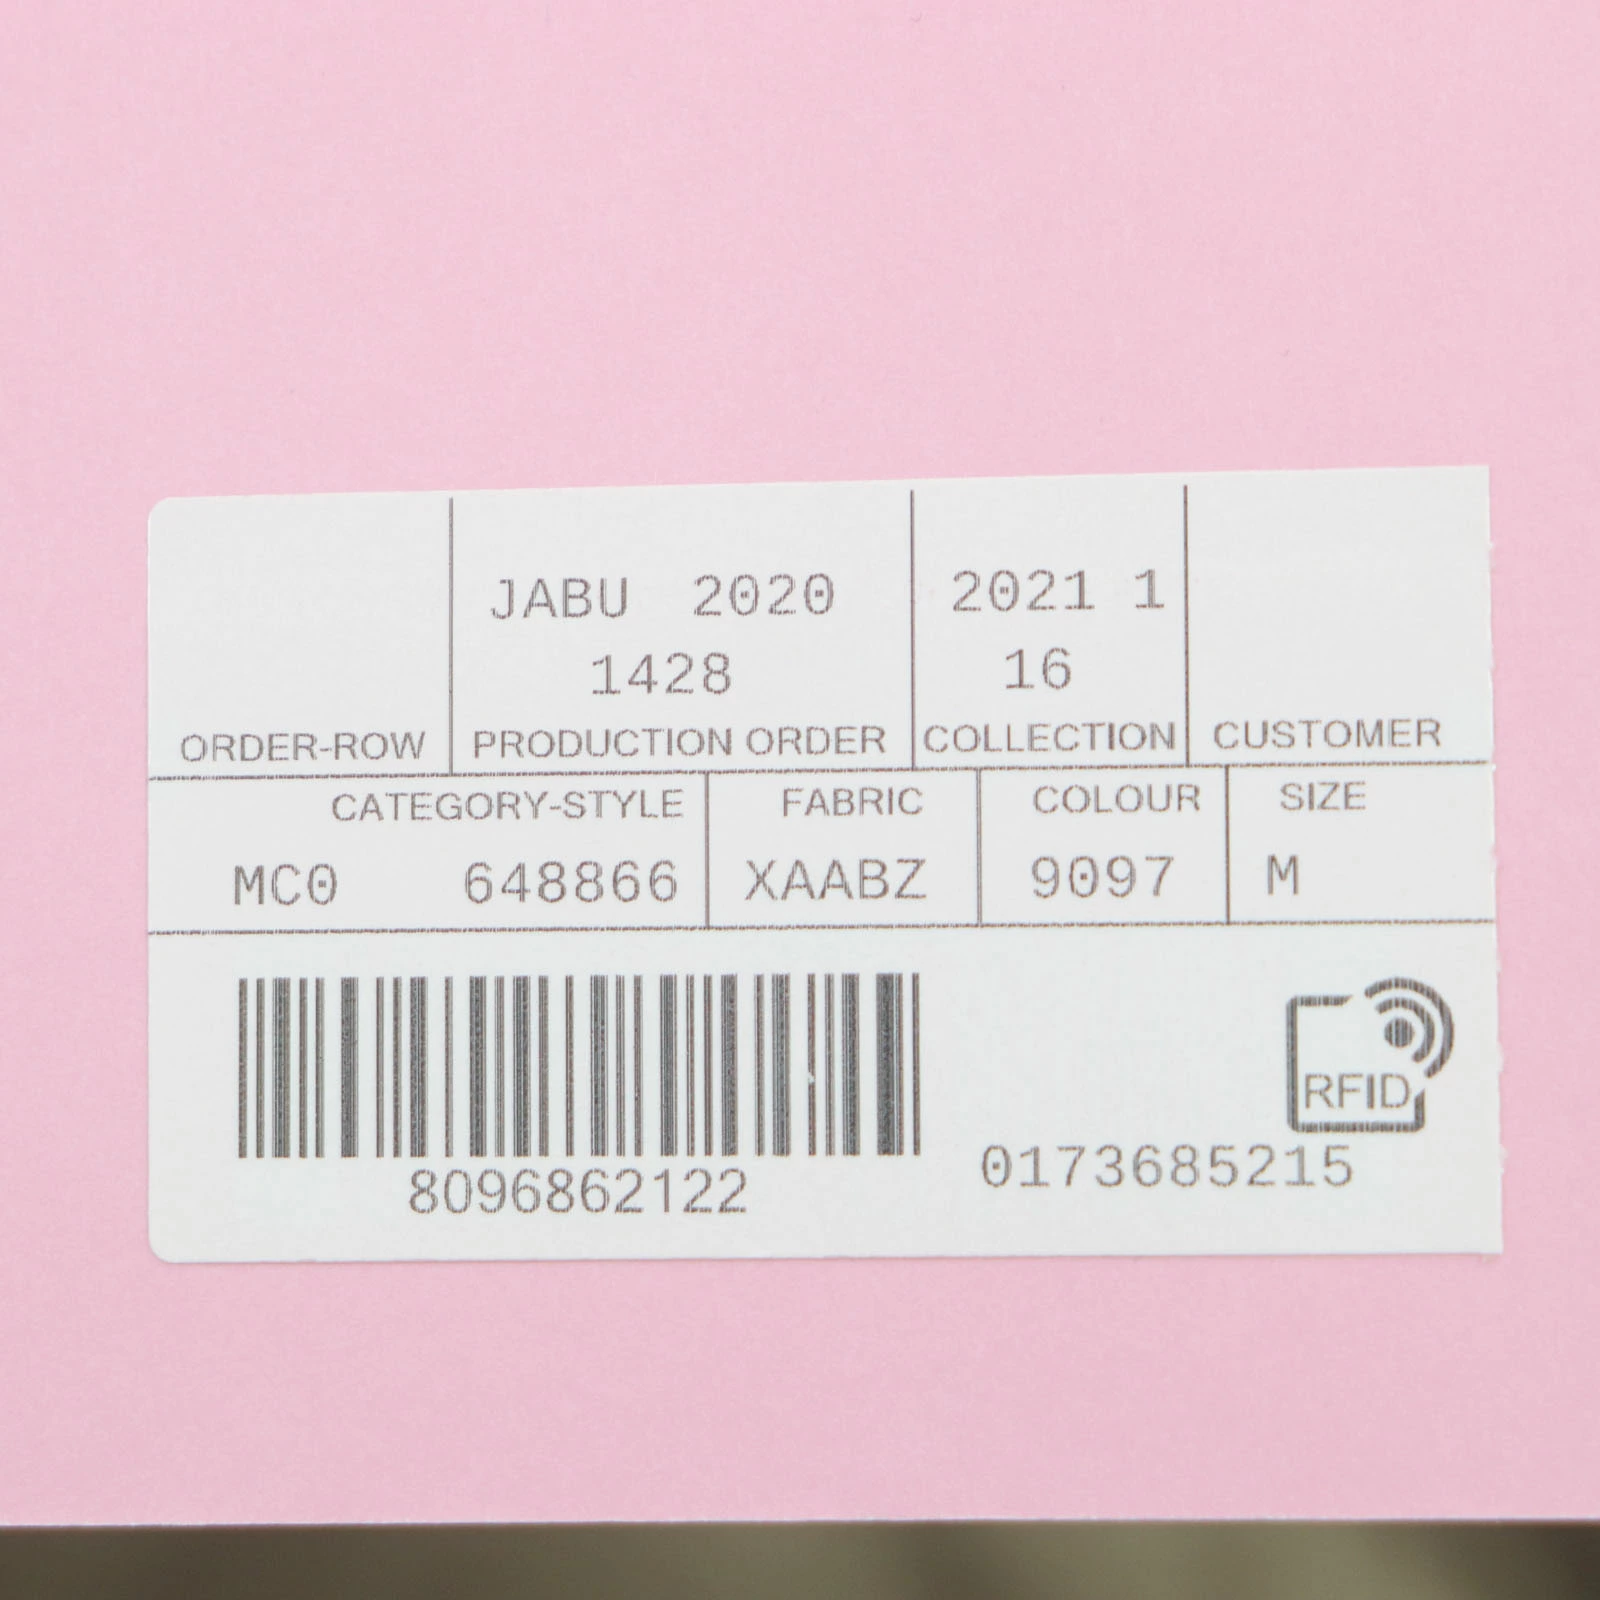 JABU 2020 2021 1
1428 16
ORDER-ROW PRODUCTION ORDER COLLECTION CUSTOMER
CATEGORY-STYLE FABRIC COLOUR SIZE
MC0 648866 XAABZ 9097 M
RFID
0173685215
8096862122